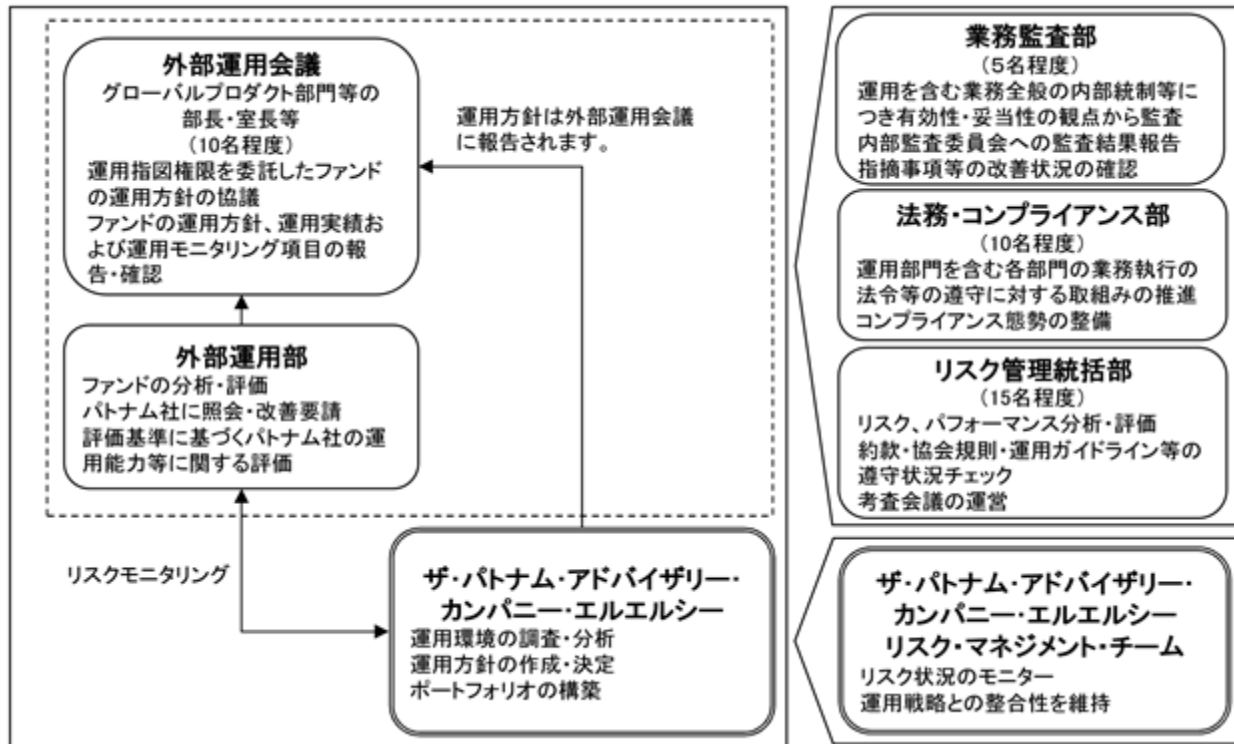 外部運用会議
グローバルプロダクト部門等の
部長・室長等
(10名程度)
運用指図権限を委託したファンド
の運用方針の協議
ファンドの運用方針、運用実績お
よび運用モニタリング項目の報
告・確認
運用方針は外部運用会議
に報告されます。
外部運用部
ファンドの分析・評価
パトナム社に照会・改善要請
評価基準に基づくパトナム社の運
用能力等に関する評価
リスクモニタリング
ザ・パトナム・アドバイザリー・
カンパニー・エルエルシー
運用環境の調査・分析
運用方針の作成・決定
ポートフォリオの構築
業務監査部
(5名程度)
運用を含む業務全般の内部統制等に
つき有効性・妥当性の観点から監査
内部監査委員会への監査結果報告
指摘事項等の改善状況の確認
法務・コンプライアンス部
(10名程度)
運用部門を含む各部門の業務執行の
法令等の遵守に対する取組みの推進
コンプライアンス態勢の整備
リスク管理統括部
(15名程度)
リスク、パフォーマンス分析・評価
約款・協会規則・運用ガイドライン等の
遵守状況チェック
考査会議の運営
ザ・パトナム・アドバイザリー・
カンパニー・エルエルシー
リスク・マネジメント・チーム
リスク状況のモニター
運用戦略との整合性を維持